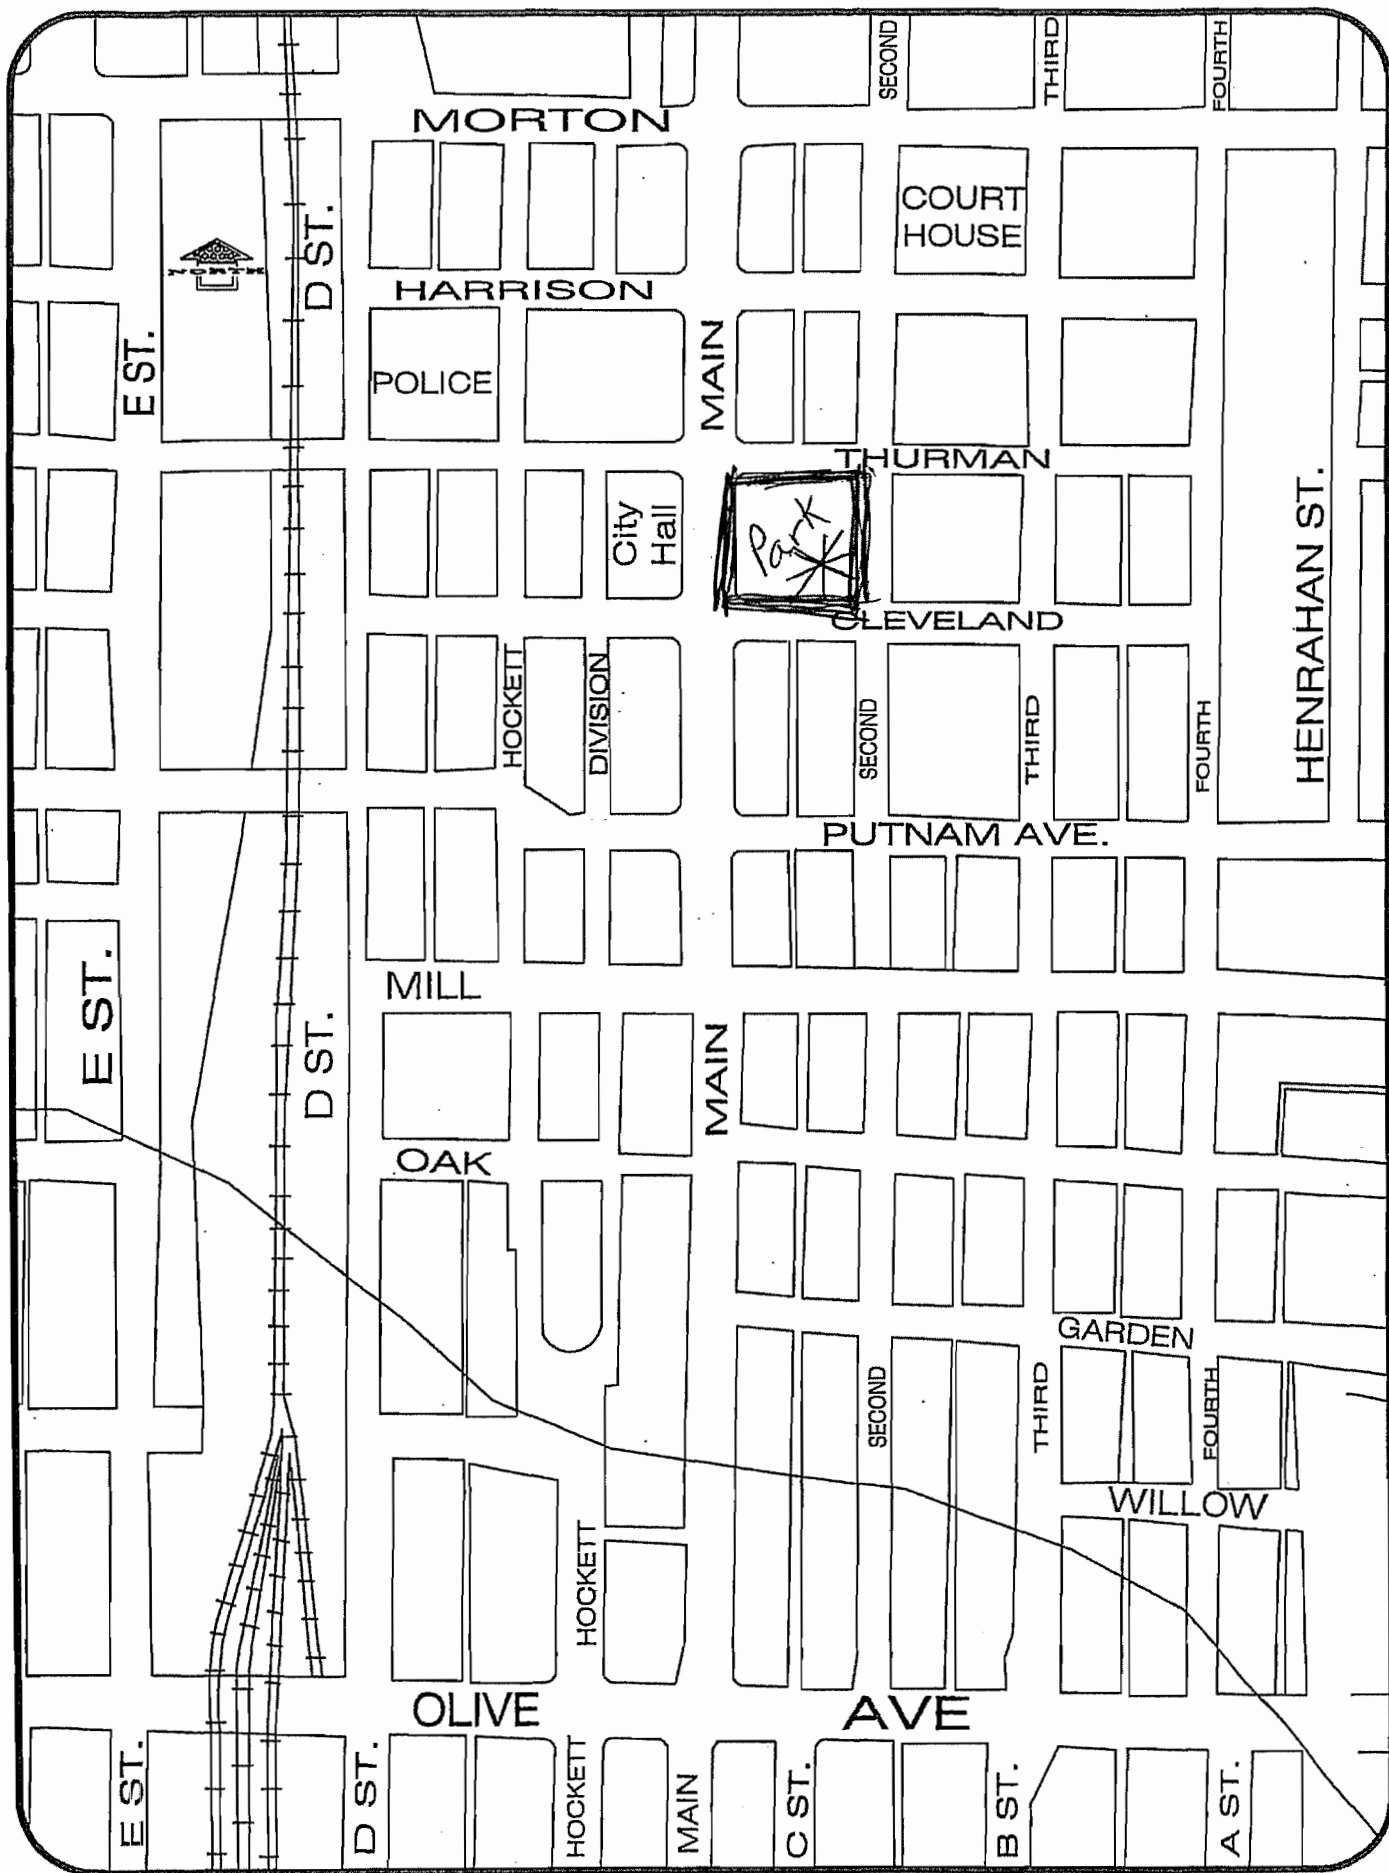 SECOND
THIRD
FOURTH
MORTON
COURT
HOUSE
D ST.
HARRISON
E ST.
POLICE
MAIN
THURMAN
City
Hall
Park
HENRAHAN ST.
CLEVELAND
HOCKETT
DIVISION
SECOND
THIRD
FOURTH
PUTNAM AVE.
E ST.
MILL
D ST.
MAIN
OAK
GARDEN
SECOND
THIRD
FOURTH
WILLOW
HOCKETT
OLIVE AVE
E ST.
D ST.
HOCKETT
MAIN
C ST.
B ST.
A ST.